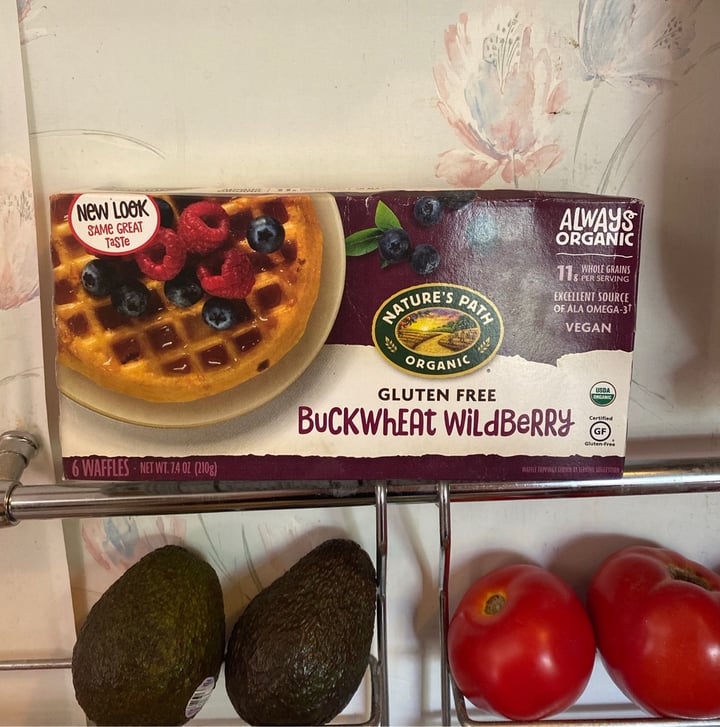 NEW LOOK
SAME GREAT
TASTE
ALWAYS
ORGANIC
11g WHOLE GRAINS
PER SERVING
EXCELLENT SOURCE
OF ALA OMEGA-3†
VEGAN
NATURE'S PATH
ORGANIC
GLUTEN FREE
BUCKWHEAT WILDBERRY
USDA
ORGANIC
Certified
GF
Gluten-Free
6 WAFFLES - NET WT. 7.4 OZ (210g)